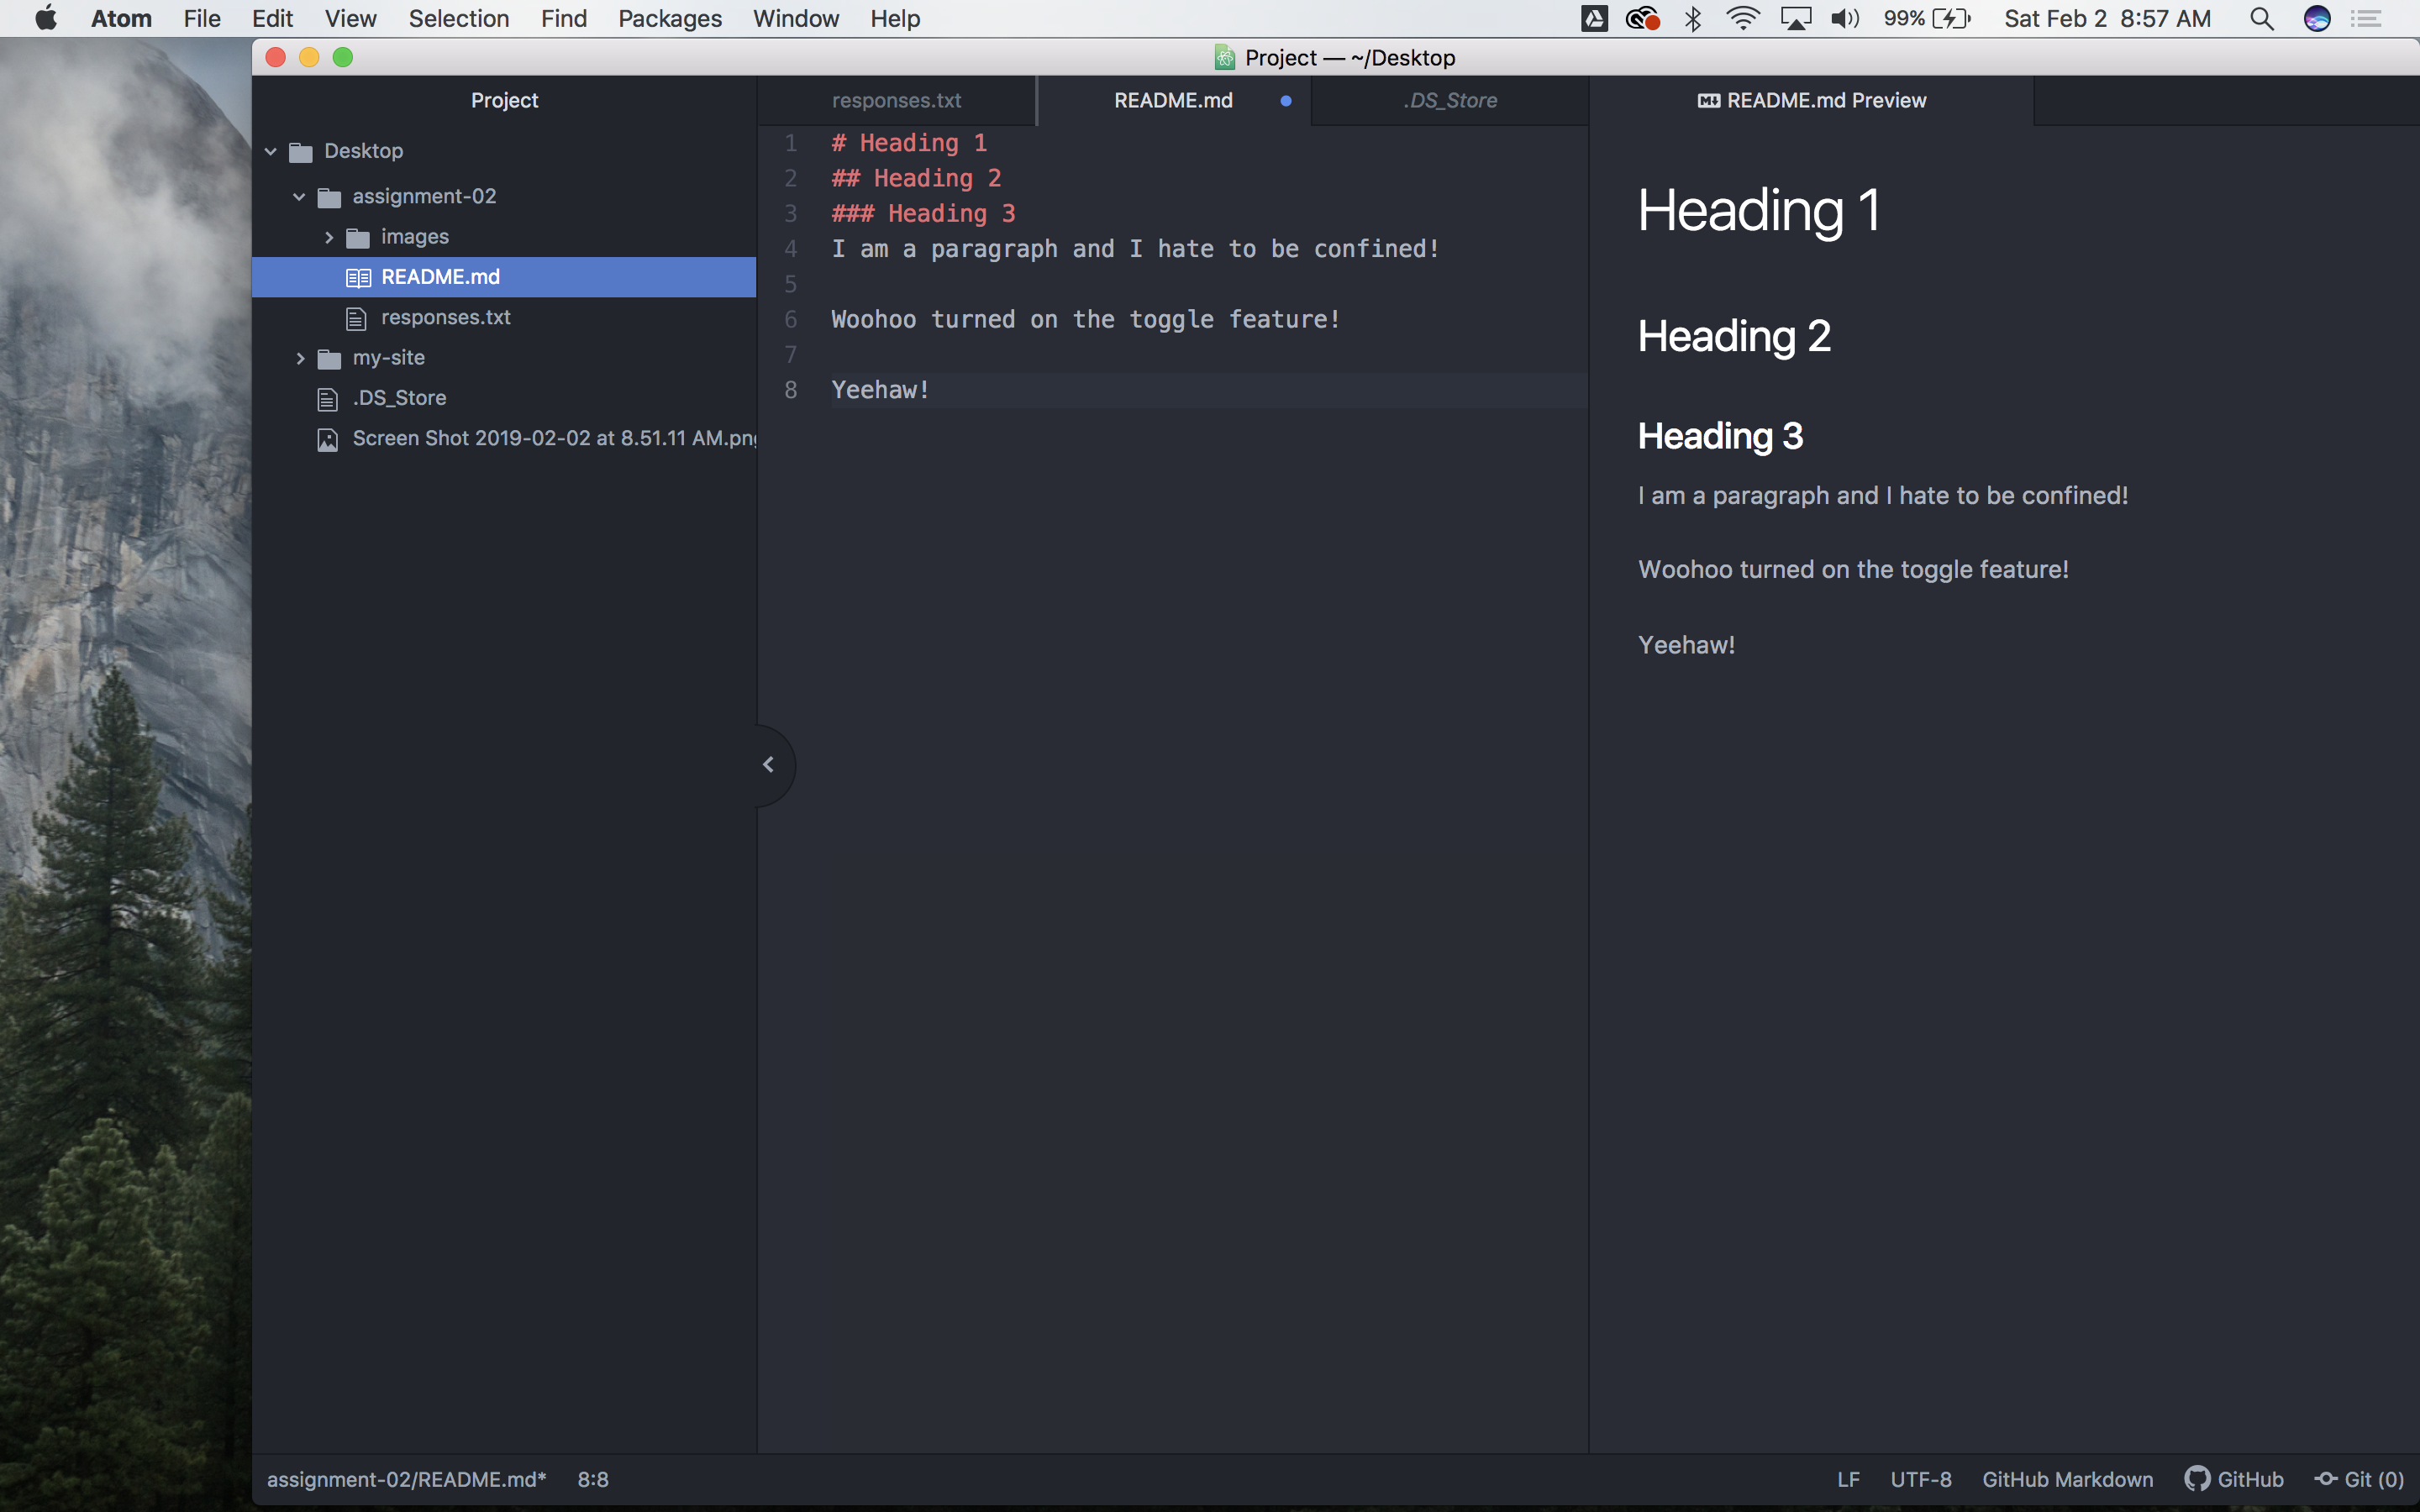 Atom File Edit View Selection Find Packages Window Help 99% Sat Feb 2 8:57 AM
Project — ~/Desktop
Project
Desktop
assignment-02
images
README.md
responses.txt
my-site
.DS_Store
Screen Shot 2019-02-02 at 8.51.11 AM.png
responses.txt README.md .DS_Store
1 # Heading 1
2 ## Heading 2
3 ### Heading 3
4 I am a paragraph and I hate to be confined!
5
6 Woohoo turned on the toggle feature!
7
8 Yeehaw!
README.md Preview
Heading 1
Heading 2
Heading 3
I am a paragraph and I hate to be confined!
Woohoo turned on the toggle feature!
Yeehaw!
assignment-02/README.md* 8:8 LF UTF-8 GitHub Markdown GitHub Git (0)